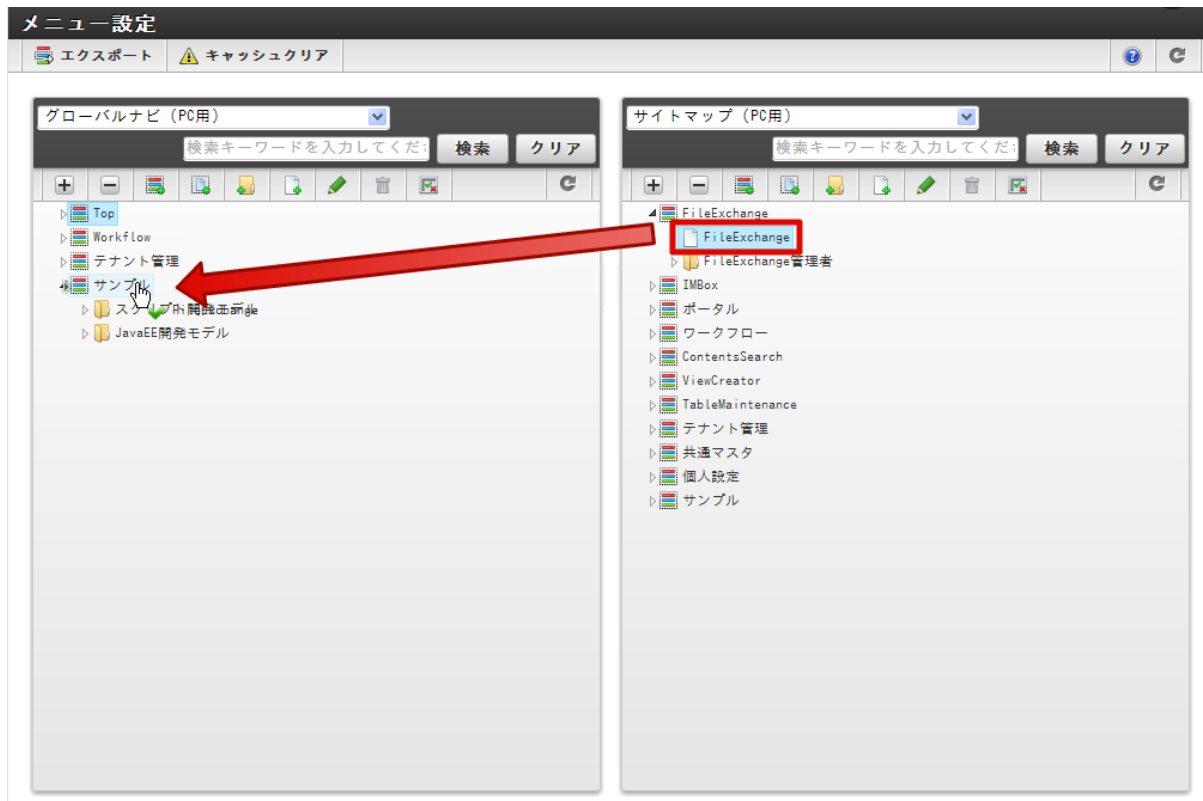 メニュー設定
エクスポート キャッシュクリア
グローバルナビ (PC用)
検索キーワードを入力してくだ 検索 クリア
Top
Workflow
テナント管理
サンプル
JavaEE開発モデル
サイトマップ (PC用)
検索キーワードを入力してくだ 検索 クリア
FileExchange
FileExchange
FileExchange管理者
IMBox
ポータル
ワークフロー
ContentsSearch
ViewCreator
TableMaintenance
テナント管理
共通マスタ
個人設定
サンプル